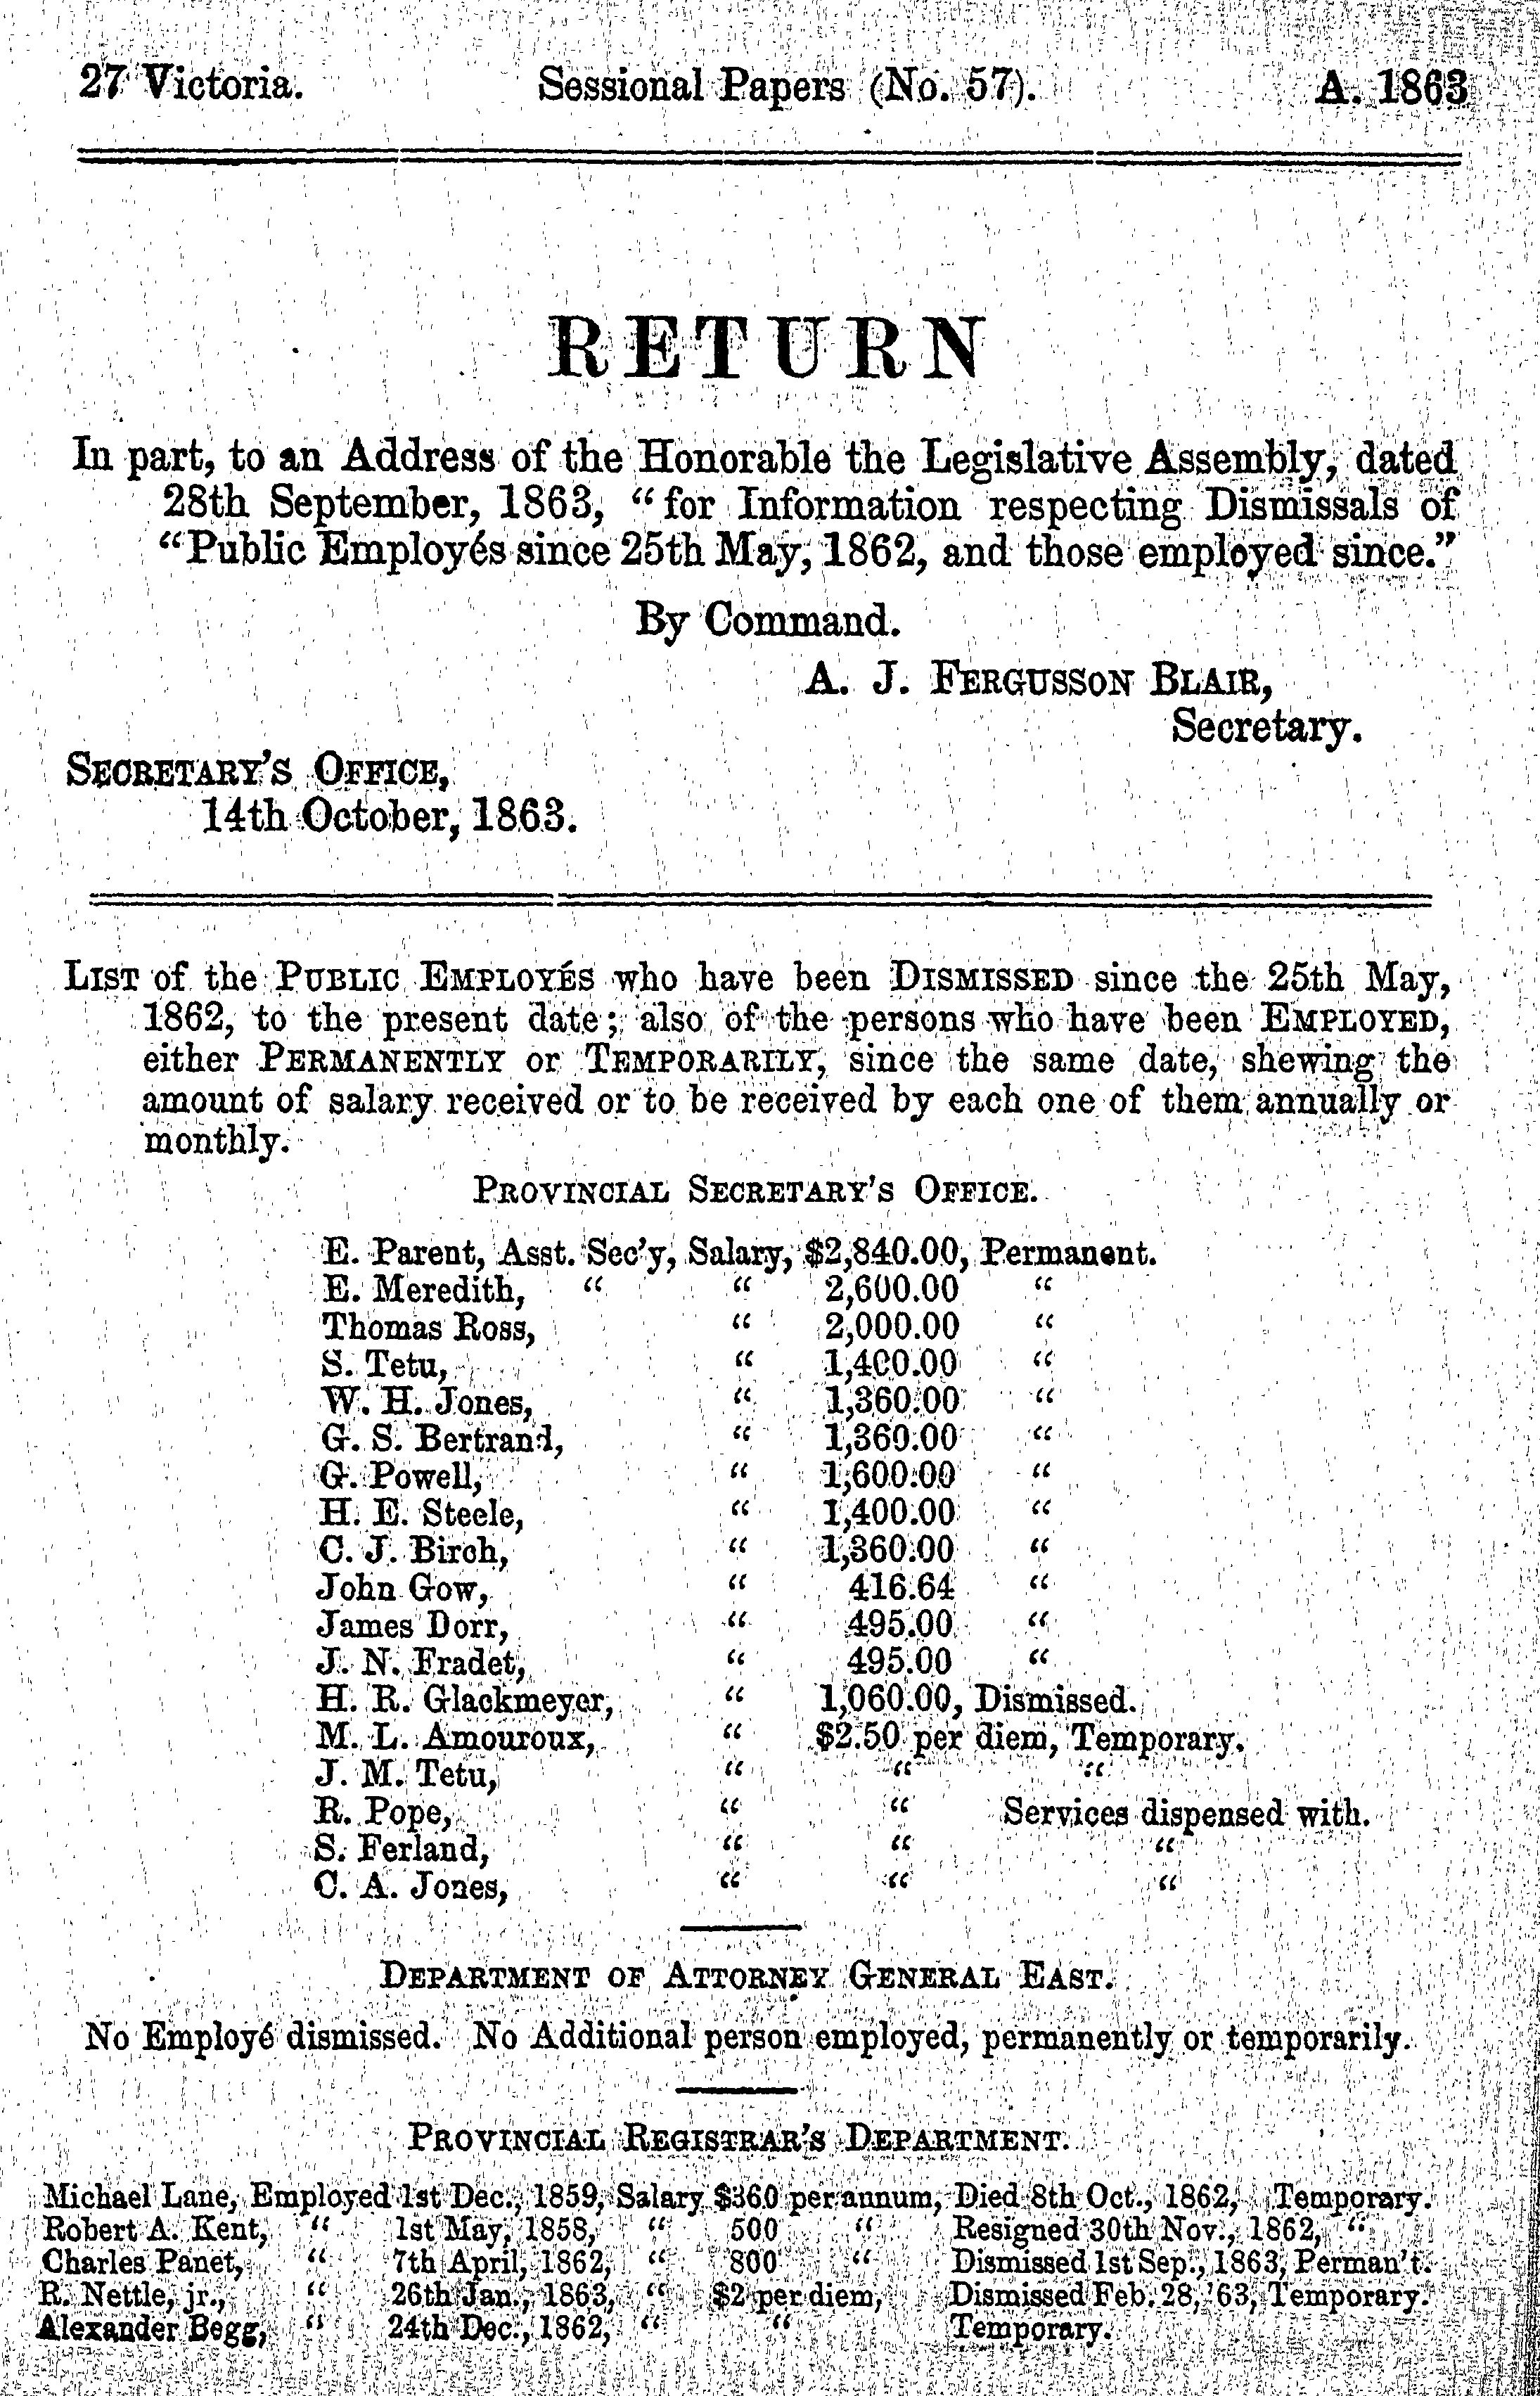 27 Victoria. Sessional Papers (No. 57). A. 1863
RETURN
In part, to an Address of the Honorable the Legislative Assembly, dated
28th September, 1863, “for Information respecting Dismissals of
“Public Employés since 25th May, 1862, and those employed since.”
By Command.
A. J. FERGUSSON BLAIR,
Secretary.
SECRETARY'S OFFICE,
14th October, 1863.
LIST of the PUBLIC EMPLOYÉS who have been DISMISSED since the 25th May,
1862, to the present date; also of the persons who have been EMPLOYED,
either PERMANENTLY or TEMPORARILY, since the same date, shewing the
amount of salary received or to be received by each one of them annually or
monthly.
PROVINCIAL SECRETARY'S OFFICE.
E. Parent, Asst. Sec'y, Salary, $2,840.00, Permanent.
E. Meredith, “ “ 2,600.00 “
Thomas Ross, “ 2,000.00 “
S. Tetu, “ 1,400.00 “
W. H. Jones, “ 1,360.00 “
G. S. Bertrand, “ 1,360.00 “
G. Powell, “ 1,600.00 “
H. E. Steele, “ 1,400.00 “
C. J. Birch, “ 1,360.00 “
John Gow, “ 416.64 “
James Dorr, “ 495.00 “
J. N. Fradet, “ 495.00 “
H. R. Glackmeyer, “ 1,060.00, Dismissed.
M. L. Amouroux, “ $2.50 per diem, Temporary.
J. M. Tetu, “ “ “
R. Pope, “ “ Services dispensed with.
S. Ferland, “ “ “
C. A. Jones, “ “ “
DEPARTMENT OF ATTORNEY GENERAL EAST.
No Employé dismissed. No Additional person employed, permanently or temporarily.
PROVINCIAL REGISTRAR'S DEPARTMENT.
Michael Lane, Employed 1st Dec., 1859, Salary $360 per annum, Died 8th Oct., 1862, Temporary.
Robert A. Kent, “ 1st May, 1858, “ 500 “ Resigned 30th Nov., 1862, “
Charles Panet, “ 7th April, 1862, “ 800 “ Dismissed 1st Sep., 1863, Perman't.
R. Nettle, jr., “ 26th Jan., 1863, “ $2 per diem, Dismissed Feb. 28, '63, Temporary.
Alexander Begg, “ 24th Dec., 1862, “ “ Temporary.